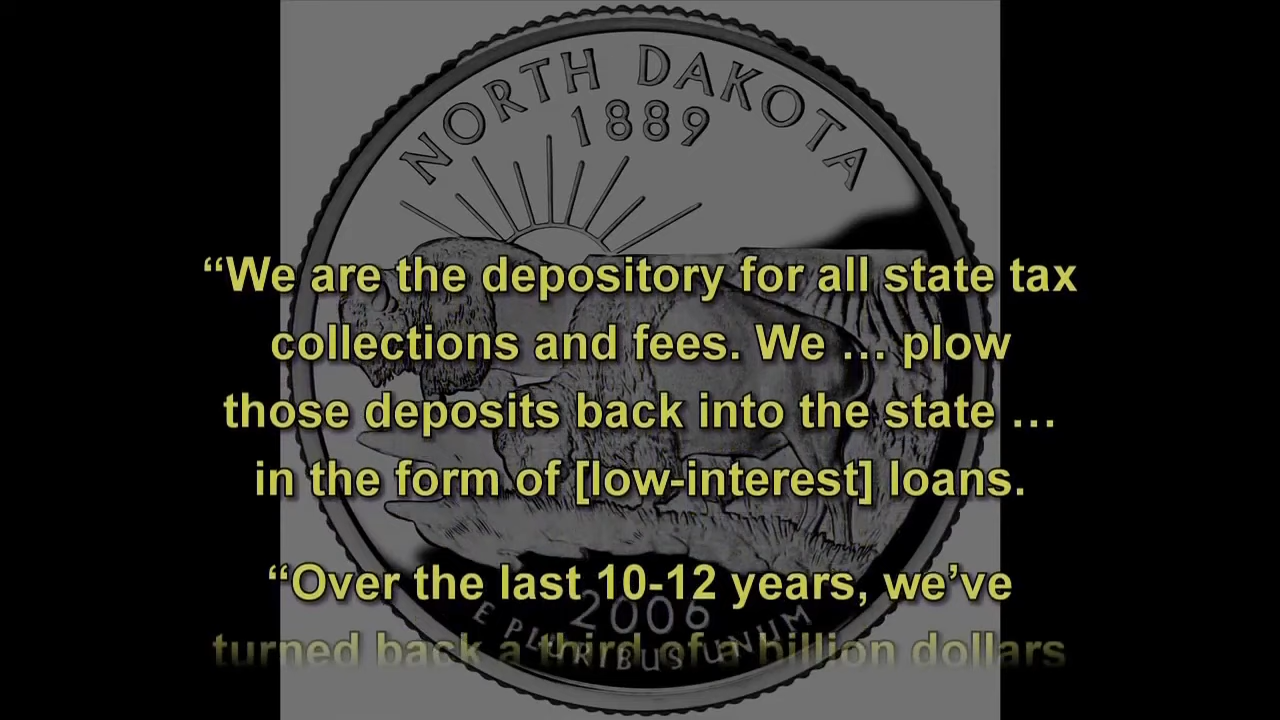 NORTH DAKOTA
1889
“We are the depository for all state tax
collections and fees. We … plow
those deposits back into the state …
in the form of [low-interest] loans.
“Over the last 10-12 years, we’ve
turned back a third of a billion dollars
2006
E PLURIBUS UNUM